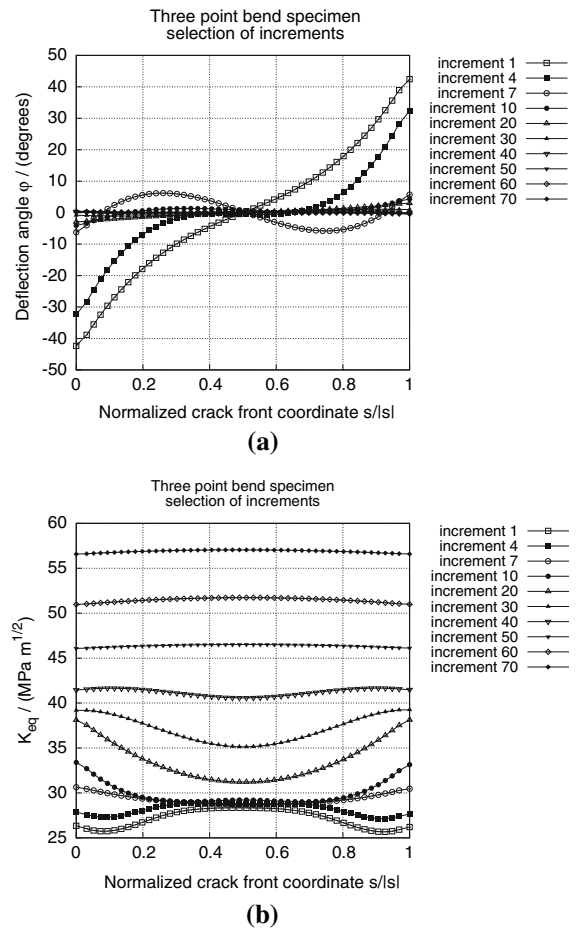 Three point bend specimen
selection of increments
Deflection angle φ / (degrees)
50
40
30
20
10
0
-10
-20
-30
-40
-50
0 0.2 0.4 0.6 0.8 1
Normalized crack front coordinate s/|s|
increment 1
increment 4
increment 7
increment 10
increment 20
increment 30
increment 40
increment 50
increment 60
increment 70
(a)
Three point bend specimen
selection of increments
K_eq / (MPa m^1/2)
60
55
50
45
40
35
30
25
0 0.2 0.4 0.6 0.8 1
Normalized crack front coordinate s/|s|
increment 1
increment 4
increment 7
increment 10
increment 20
increment 30
increment 40
increment 50
increment 60
increment 70
(b)